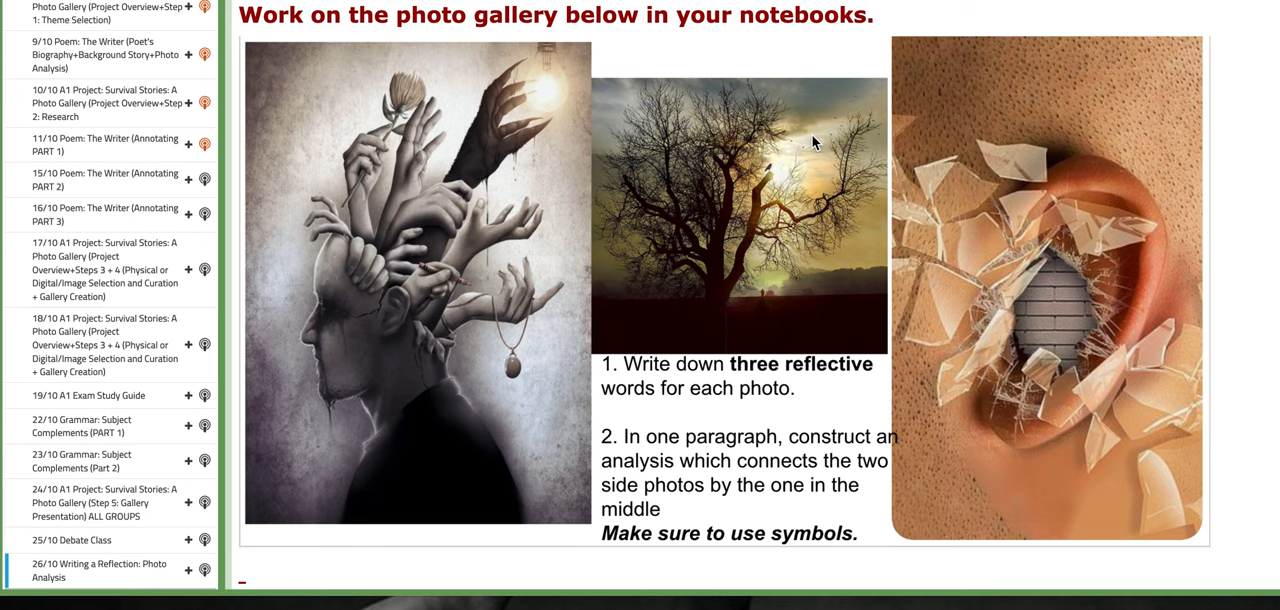 Photo Gallery (Project Overview+Step
1: Theme Selection)
9/10 Poem: The Writer (Poet's
Biography+Background Story+Photo
Analysis)
10/10 A1 Project: Survival Stories: A
Photo Gallery (Project Overview+Step
2: Research
11/10 Poem: The Writer (Annotating
PART 1)
15/10 Poem: The Writer (Annotating
PART 2)
16/10 Poem: The Writer (Annotating
PART 3)
17/10 A1 Project: Survival Stories: A
Photo Gallery (Project
Overview+Steps 3 + 4 (Physical or
Digital/Image Selection and Curation
+ Gallery Creation)
18/10 A1 Project: Survival Stories: A
Photo Gallery (Project
Overview+Steps 3 + 4 (Physical or
Digital/Image Selection and Curation
+ Gallery Creation)
19/10 A1 Exam Study Guide
22/10 Grammar: Subject
Complements (PART 1)
23/10 Grammar: Subject
Complements (Part 2)
24/10 A1 Project: Survival Stories: A
Photo Gallery (Step 5: Gallery
Presentation) ALL GROUPS
25/10 Debate Class
26/10 Writing a Reflection: Photo
Analysis
Work on the photo gallery below in your notebooks.
1. Write down three reflective
words for each photo.
2. In one paragraph, construct an
analysis which connects the two
side photos by the one in the
middle
Make sure to use symbols.